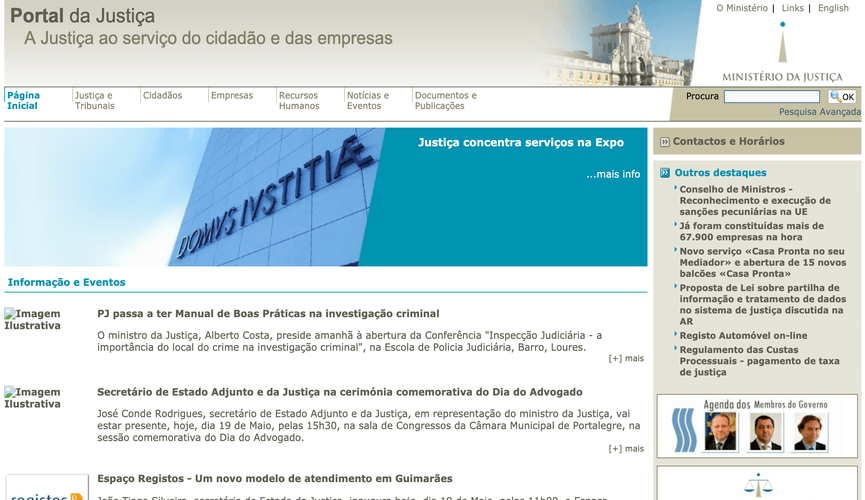 Portal da Justiça
A Justiça ao serviço do cidadão e das empresas
O Ministério | Links | English
MINISTÉRIO DA JUSTIÇA
Página Inicial
Justiça e Tribunais
Cidadãos
Empresas
Recursos Humanos
Notícias e Eventos
Documentos e Publicações
Procura
OK
Pesquisa Avançada
DOMVS IVSTITIÆ
Justiça concentra serviços na Expo
...mais info
Informação e Eventos
Imagem
Ilustrativa
PJ passa a ter Manual de Boas Práticas na investigação criminal
O ministro da Justiça, Alberto Costa, preside amanhã à abertura da Conferência "Inspecção Judiciária - a
importância do local do crime na investigação criminal", na Escola de Policia Judiciária, Barro, Loures.
[+] mais
Imagem
Ilustrativa
Secretário de Estado Adjunto e da Justiça na cerimónia comemorativa do Dia do Advogado
José Conde Rodrigues, secretário de Estado Adjunto e da Justiça, em representação do ministro da Justiça, vai
estar presente, hoje, dia 19 de Maio, pelas 15h30, na sala de Congressos da Câmara Municipal de Portalegre, na
sessão comemorativa do Dia do Advogado.
[+] mais
registos
Espaço Registos - Um novo modelo de atendimento em Guimarães
Contactos e Horários
Outros destaques
Conselho de Ministros -
Reconhecimento e execução de
sanções pecuniárias na UE
Já foram constituídas mais de
67.900 empresas na hora
Novo serviço «Casa Pronta no seu
Mediador» e abertura de 15 novos
balcões «Casa Pronta»
Proposta de Lei sobre partilha de
informação e tratamento de dados
no sistema de justiça discutida na
AR
Registo Automóvel on-line
Regulamento das Custas
Processuais - pagamento de taxa
de justiça
Agenda dos Membros do Governo